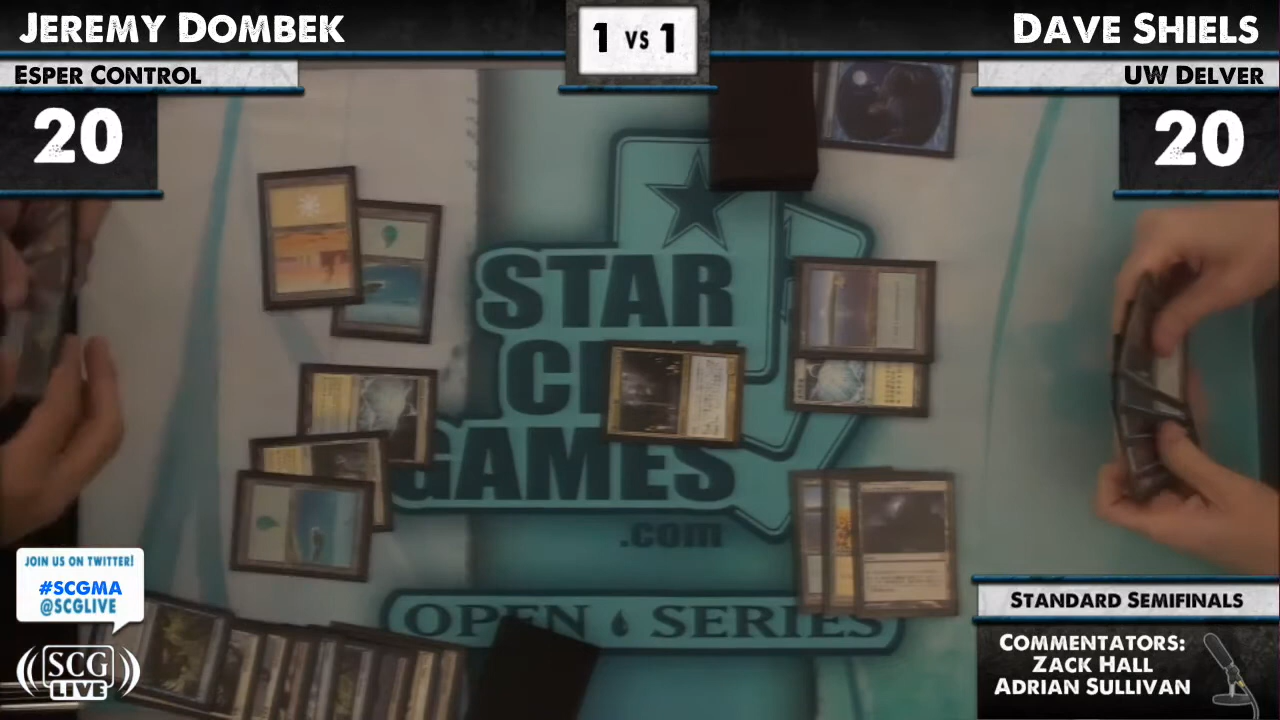 JEREMY DOMBEK
1 VS 1
DAVE SHIELS
ESPER CONTROL
UW DELVER
20
20
STAR
GAMES
.com
OPEN SERIES
JOIN US ON TWITTER!
#SCGMA
@SCGLIVE
SCG
LIVE
STANDARD SEMIFINALS
COMMENTATORS:
ZACK HALL
ADRIAN SULLIVAN